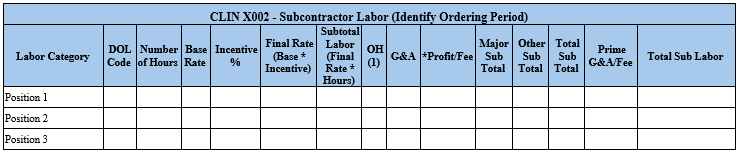 CLIN X002 - Subcontractor Labor (Identify Ordering Period)
Labor Category
DOL
Code
Number
of Hours
Base
Rate
Incentive
%
Final Rate
(Base *
Incentive)
Subtotal
Labor
(Final
Rate *
Hours)
OH
(1)
G&A
*Profit/Fee
Major
Sub
Total
Other
Sub
Total
Total
Sub
Total
Prime
G&A/Fee
Total Sub Labor
Position 1
Position 2
Position 3